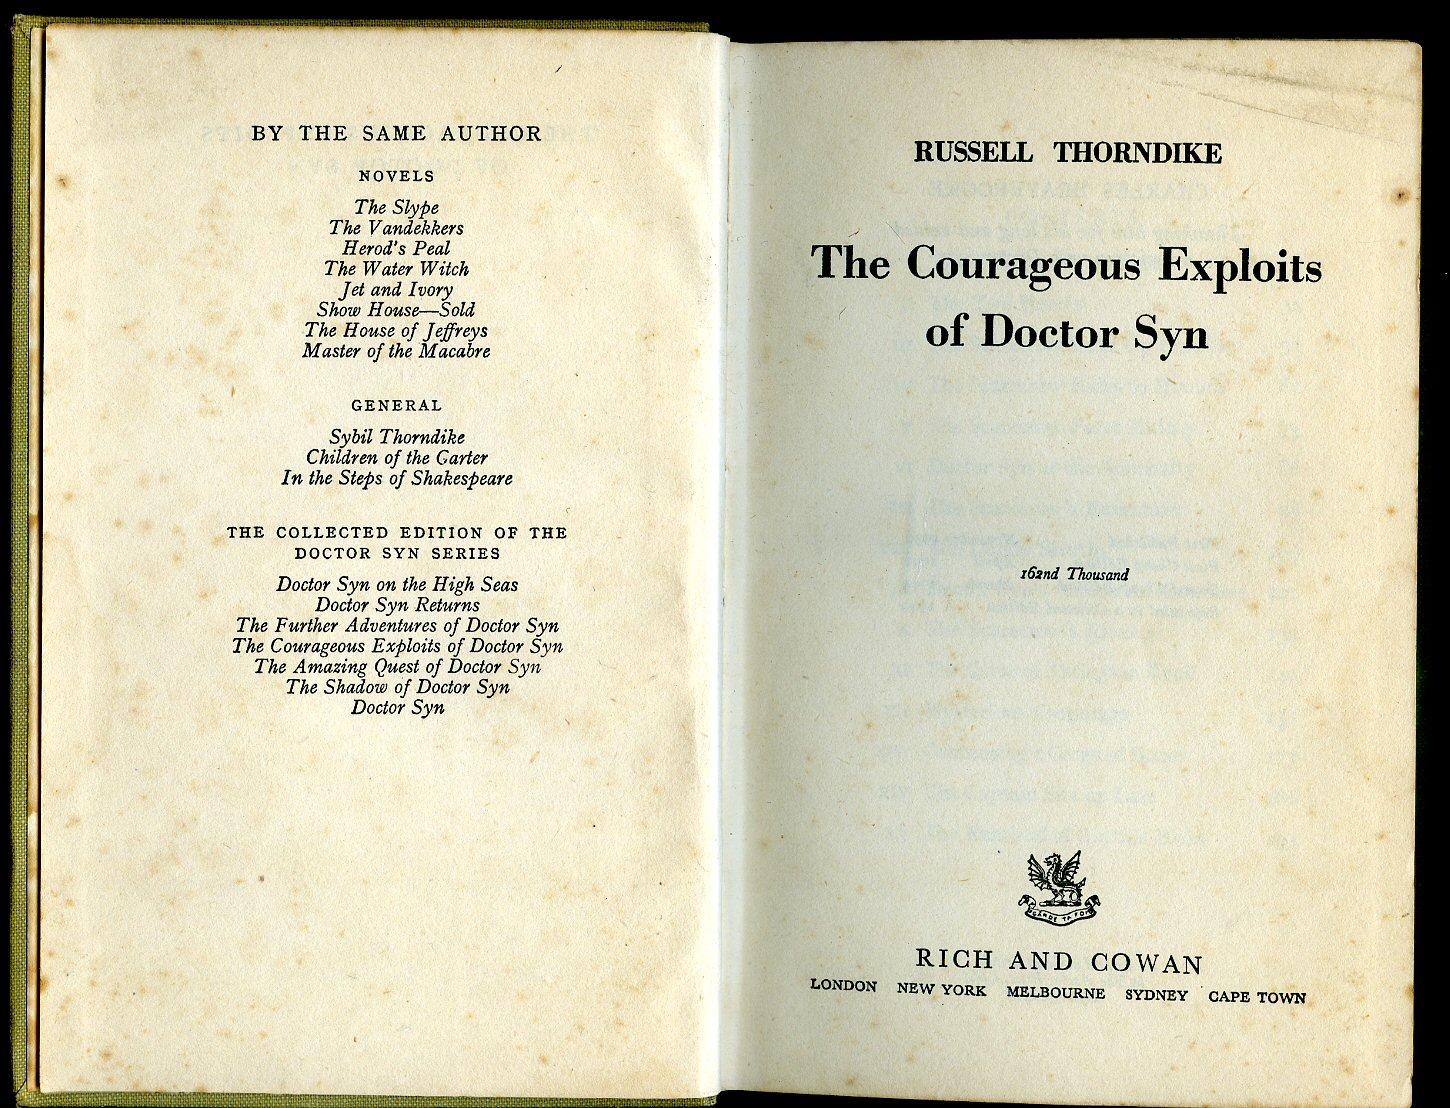 BY THE SAME AUTHOR
NOVELS
The Slype
The Vandekkers
Herod's Peal
The Water Witch
Jet and Ivory
Show House—Sold
The House of Jeffreys
Master of the Macabre
GENERAL
Sybil Thorndike
Children of the Garter
In the Steps of Shakespeare
THE COLLECTED EDITION OF THE
DOCTOR SYN SERIES
Doctor Syn on the High Seas
Doctor Syn Returns
The Further Adventures of Doctor Syn
The Courageous Exploits of Doctor Syn
The Amazing Quest of Doctor Syn
The Shadow of Doctor Syn
Doctor Syn
RUSSELL THORNDIKE
The Courageous Exploits
of Doctor Syn
162nd Thousand
GARDE TA FOY
RICH AND COWAN
LONDON NEW YORK MELBOURNE SYDNEY CAPE TOWN